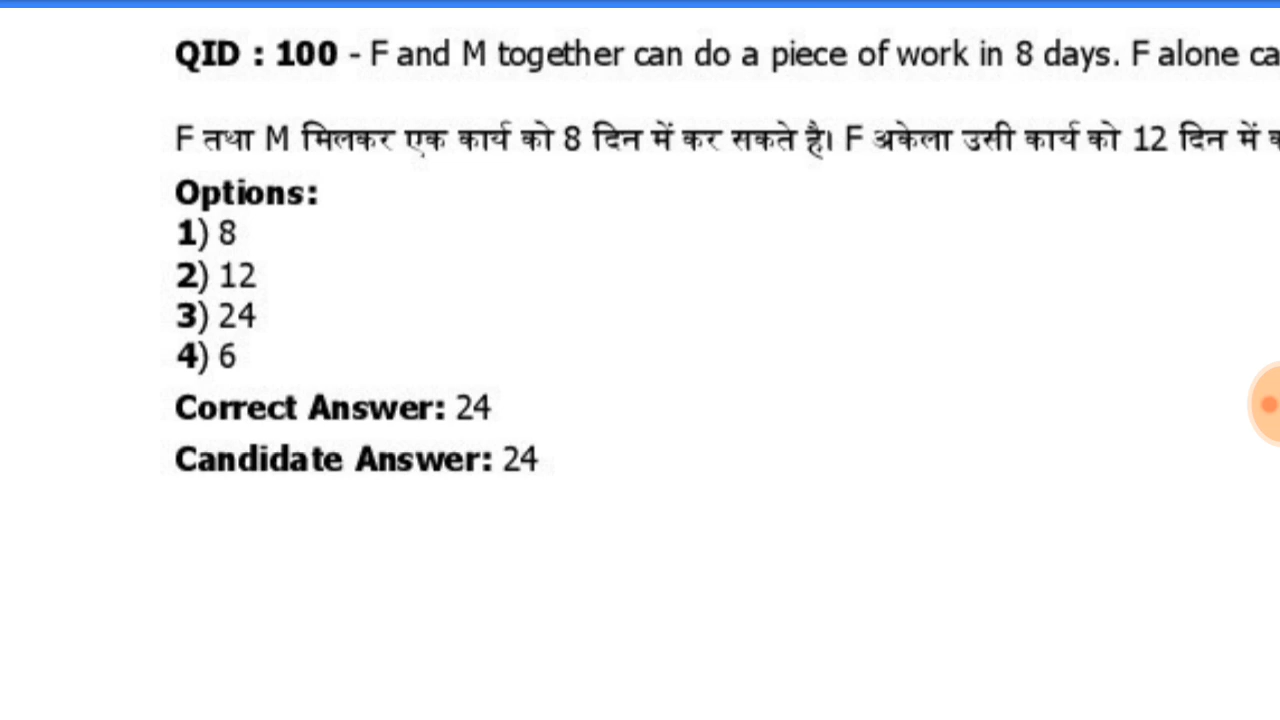 QID : 100 - F and M together can do a piece of work in 8 days. F alone ca
F तथा M मिलकर एक कार्य को 8 दिन में कर सकते है। F अकेला उसी कार्य को 12 दिन में
Options:
1) 8
2) 12
3) 24
4) 6
Correct Answer: 24
Candidate Answer: 24